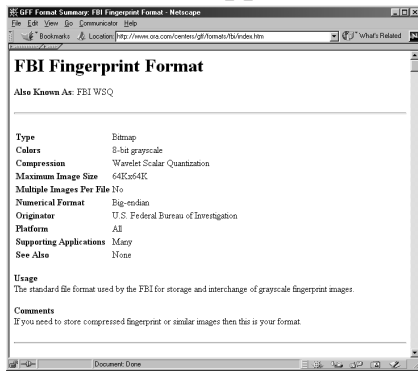 GFF Format Summary: FBI Fingerprint Format - Netscape
File Edit View Go Communicator Help
Bookmarks Location: http://www.ora.com/centers/gff/formats/fbi/index.htm What's Related
FBI Fingerprint Format
Also Known As: FBI WSQ
Type Bitmap
Colors 8-bit grayscale
Compression Wavelet Scalar Quantization
Maximum Image Size 64Kx64K
Multiple Images Per File No
Numerical Format Big-endian
Originator U.S. Federal Bureau of Investigation
Platform All
Supporting Applications Many
See Also None
Usage
The standard file format used by the FBI for storage and interchange of grayscale fingerprint images.
Comments
If you need to store compressed fingerprint or similar images then this is your format.
Document: Done